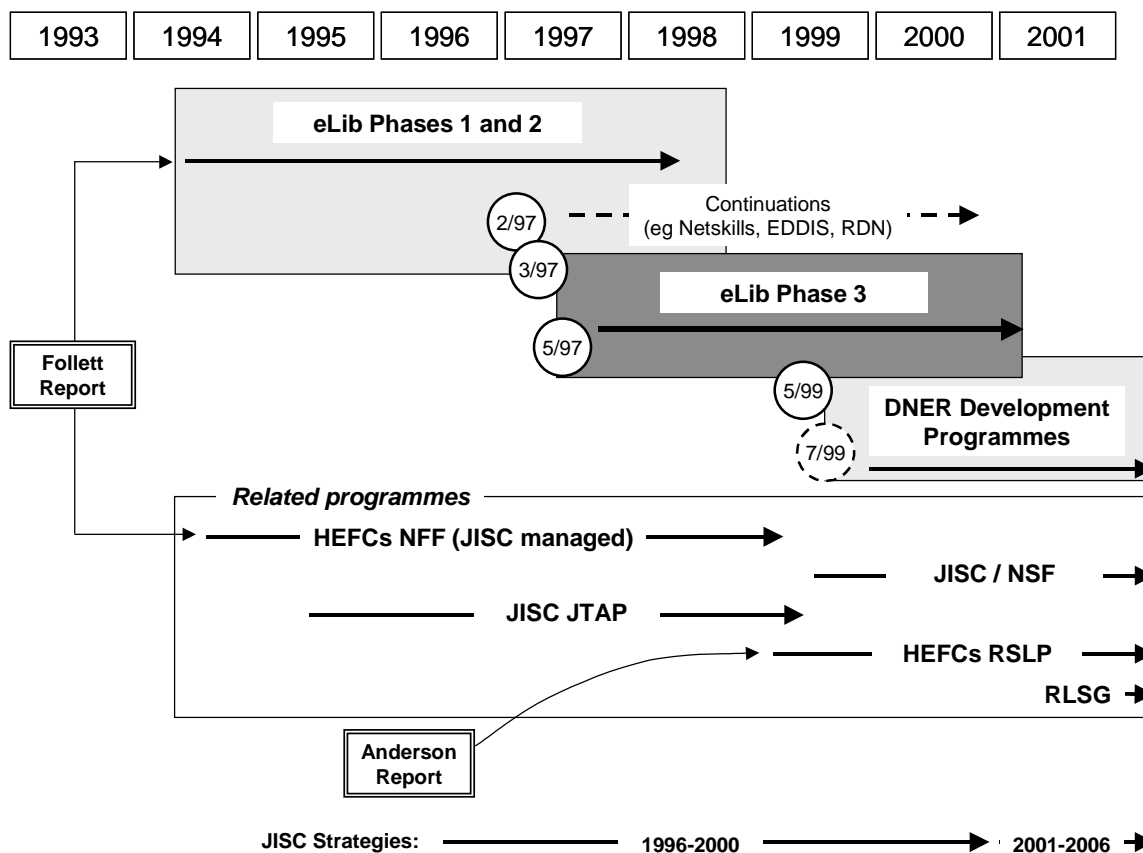 1993 1994 1995 1996 1997 1998 1999 2000 2001
eLib Phases 1 and 2
Continuations
(eg Netskills, EDDIS, RDN)
2/97
3/97
eLib Phase 3
5/97
Follett
Report
5/99
DNER Development
Programmes
7/99
Related programmes
HEFCs NFF (JISC managed)
JISC / NSF
JISC JTAP
HEFCs RSLP
RLSG
Anderson
Report
JISC Strategies: 1996-2000 2001-2006